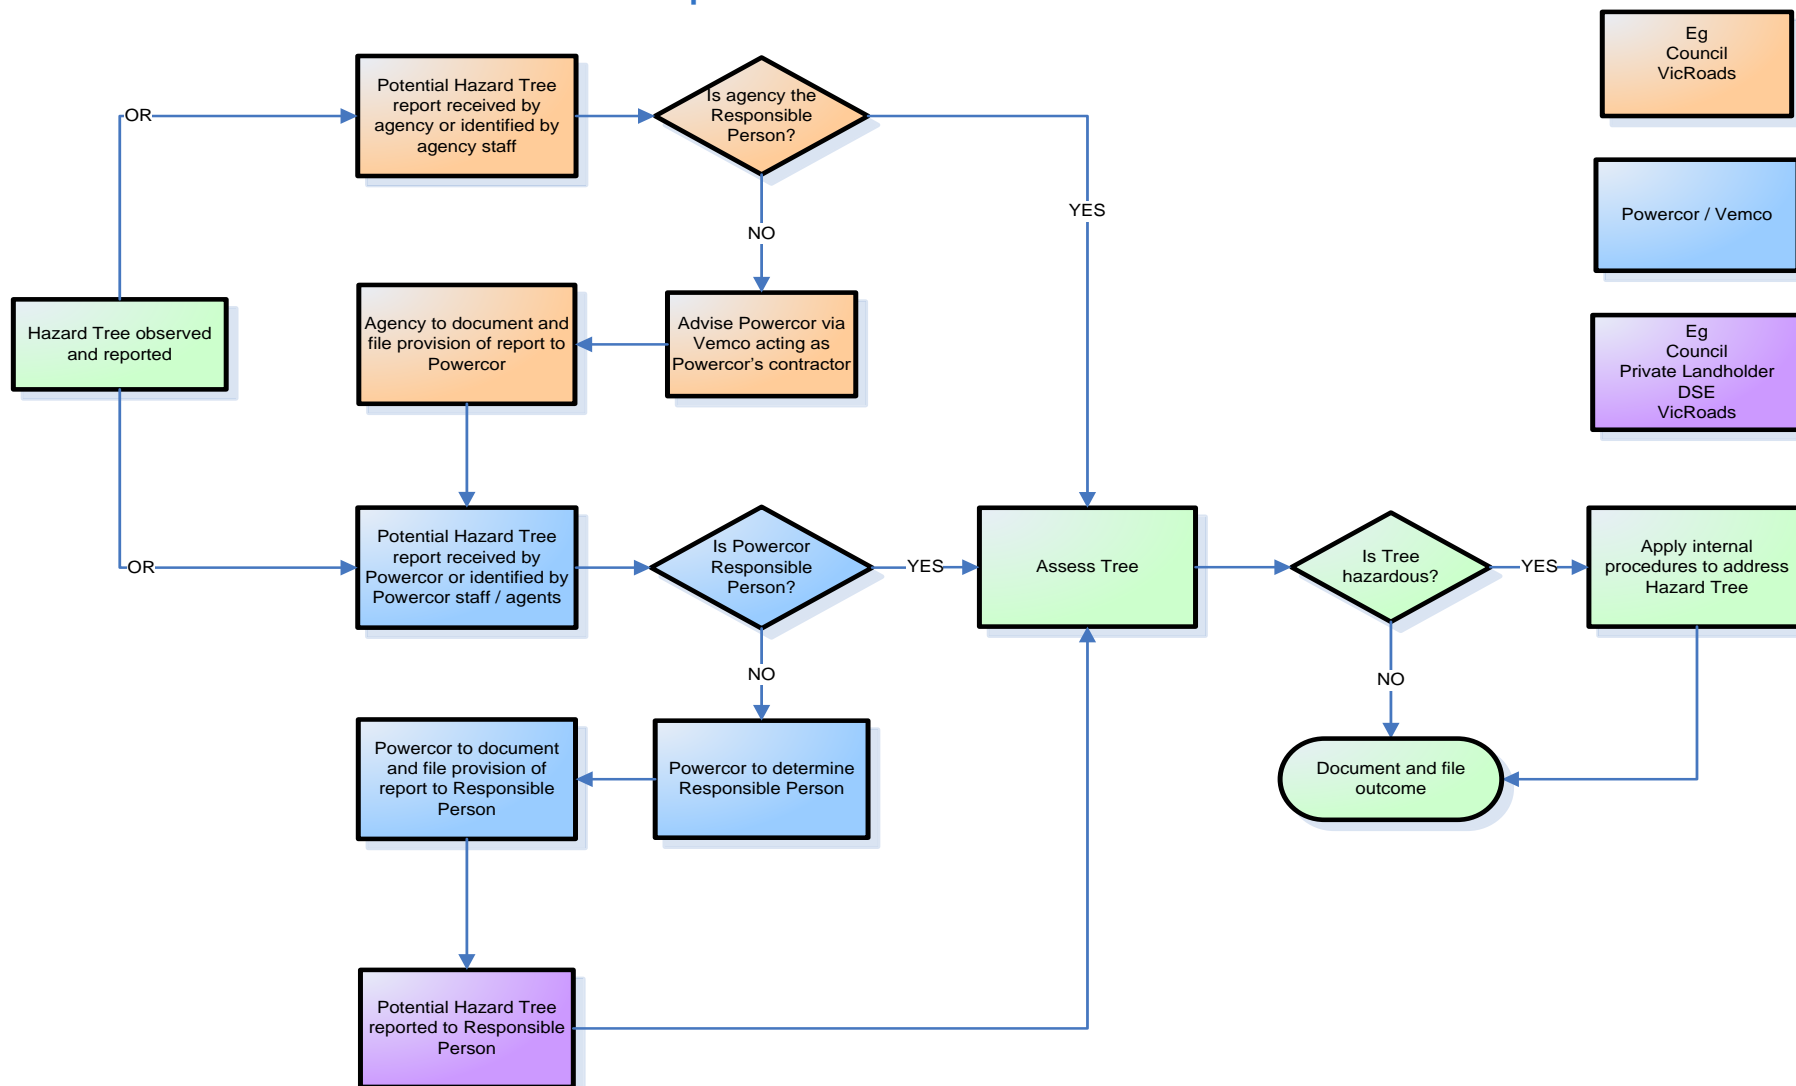 Eg
Council
VicRoads
Potential Hazard Tree
report received by
agency or identified by
agency staff
Is agency the
Responsible
Person?
OR
YES
Powercor / Vemco
NO
Hazard Tree observed
and reported
Agency to document and
file provision of report to
Powercor
Advise Powercor via
Vemco acting as
Powercor’s contractor
Eg
Council
Private Landholder
DSE
VicRoads
OR
Potential Hazard Tree
report received by
Powercor or identified by
Powercor staff / agents
Is Powercor
Responsible
Person?
YES
Assess Tree
Is Tree
hazardous?
YES
Apply internal
procedures to address
Hazard Tree
NO
NO
Powercor to document
and file provision of
report to Responsible
Person
Powercor to determine
Responsible Person
Document and file
outcome
Potential Hazard Tree
reported to Responsible
Person